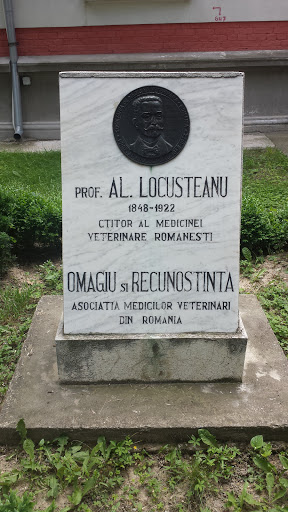 PROF. AL. LOCUSTEANU
1848-1922
CTITOR AL MEDICINEI
VETERINARE ROMANESTI
OMAGIU SI RECUNOSTINTA
ASOCIATIA MEDICILOR VETERINARI
DIN ROMANIA